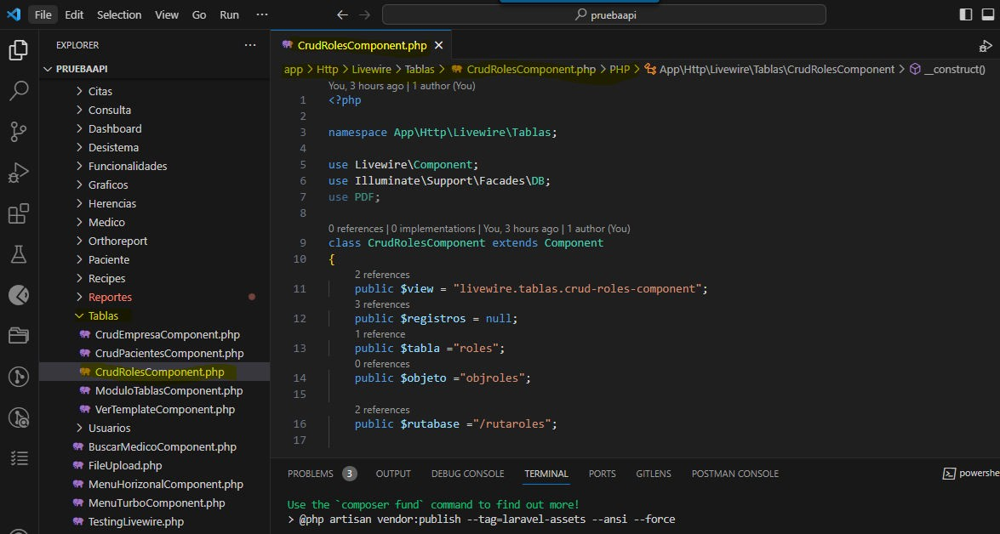 File Edit Selection View Go Run ··· pruebaapi
EXPLORER ···
PRUEBAAPI
Citas
Consulta
Dashboard
Desistema
Funcionalidades
Graficos
Herencias
Medico
Orthoreport
Paciente
Recipes
Reportes
Tablas
CrudEmpresaComponent.php
CrudPacientesComponent.php
CrudRolesComponent.php
ModuloTablasComponent.php
VerTemplateComponent.php
Usuarios
BuscarMedicoComponent.php
FileUpload.php
MenuHorizonalComponent.php
MenuTurboComponent.php
TestingLivewire.php
CrudRolesComponent.php
app > Http > Livewire > Tablas > CrudRolesComponent.php > PHP > App\Http\Livewire\Tablas\CrudRolesComponent > __construct()
You, 3 hours ago | 1 author (You)
1 <?php
2
3 namespace App\Http\Livewire\Tablas;
4
5 use Livewire\Component;
6 use Illuminate\Support\Facades\DB;
7 use PDF;
8
0 references | 0 implementations | You, 3 hours ago | 1 author (You)
9 class CrudRolesComponent extends Component
10 {
2 references
11 public $view = "livewire.tablas.crud-roles-component";
3 references
12 public $registros = null;
1 reference
13 public $tabla ="roles";
0 references
14 public $objeto ="objroles";
15
2 references
16 public $rutabase ="/rutaroles";
17
PROBLEMS 3 OUTPUT DEBUG CONSOLE TERMINAL PORTS GITLENS POSTMAN CONSOLE powershe
Use the `composer fund` command to find out more!
> @php artisan vendor:publish --tag=laravel-assets --ansi --force